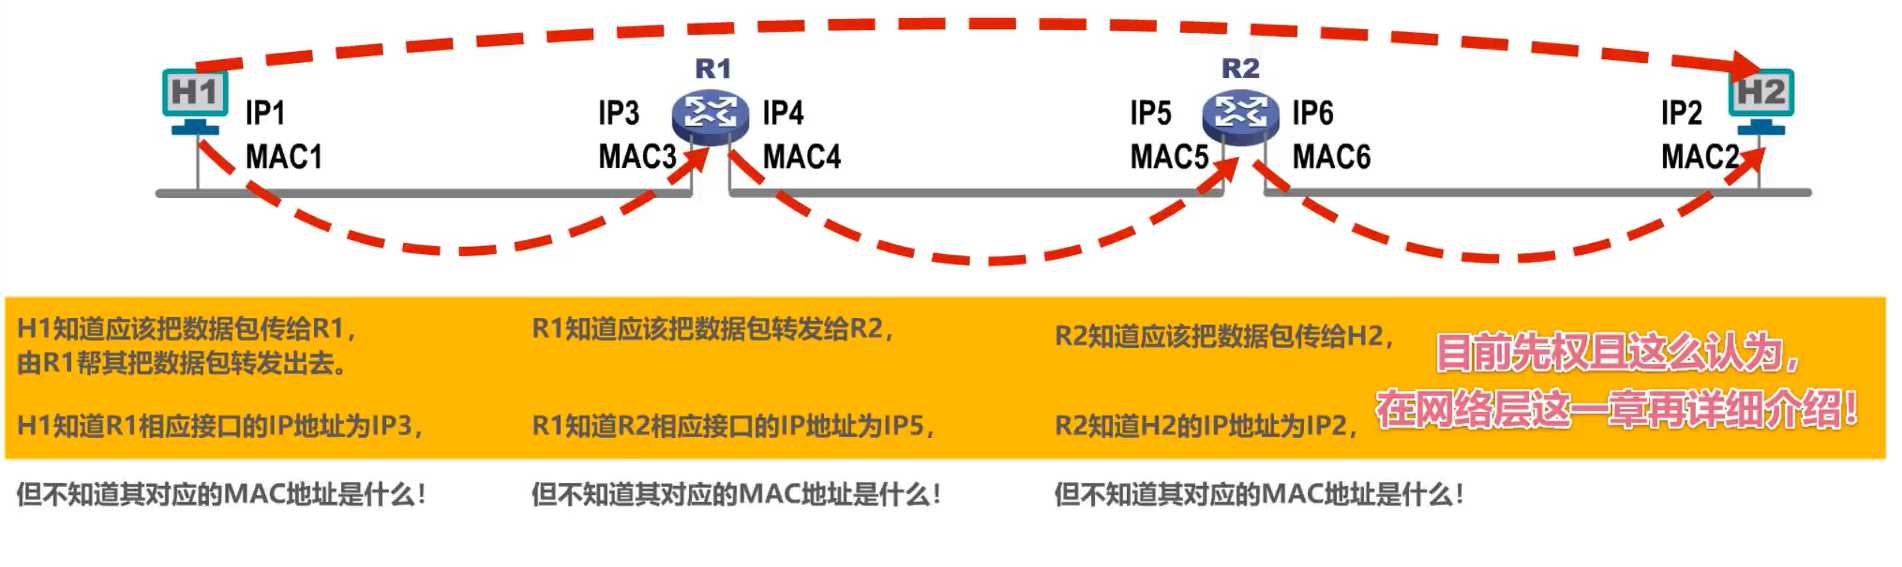 R1
R2
H1
IP1
MAC1
IP3
MAC3
IP4
MAC4
IP5
MAC5
IP6
MAC6
IP2
MAC2
H2
H1知道应该把数据包传给R1，
由R1帮其把数据包转发出去。
H1知道R1相应接口的IP地址为IP3，
但不知道其对应的MAC地址是什么！
R1知道应该把数据包转发给R2，
R1知道R2相应接口的IP地址为IP5，
但不知道其对应的MAC地址是什么！
R2知道应该把数据包传给H2，
R2知道H2的IP地址为IP2，
但不知道其对应的MAC地址是什么！
目前先权且这么认为，
在网络层这一章再详细介绍！